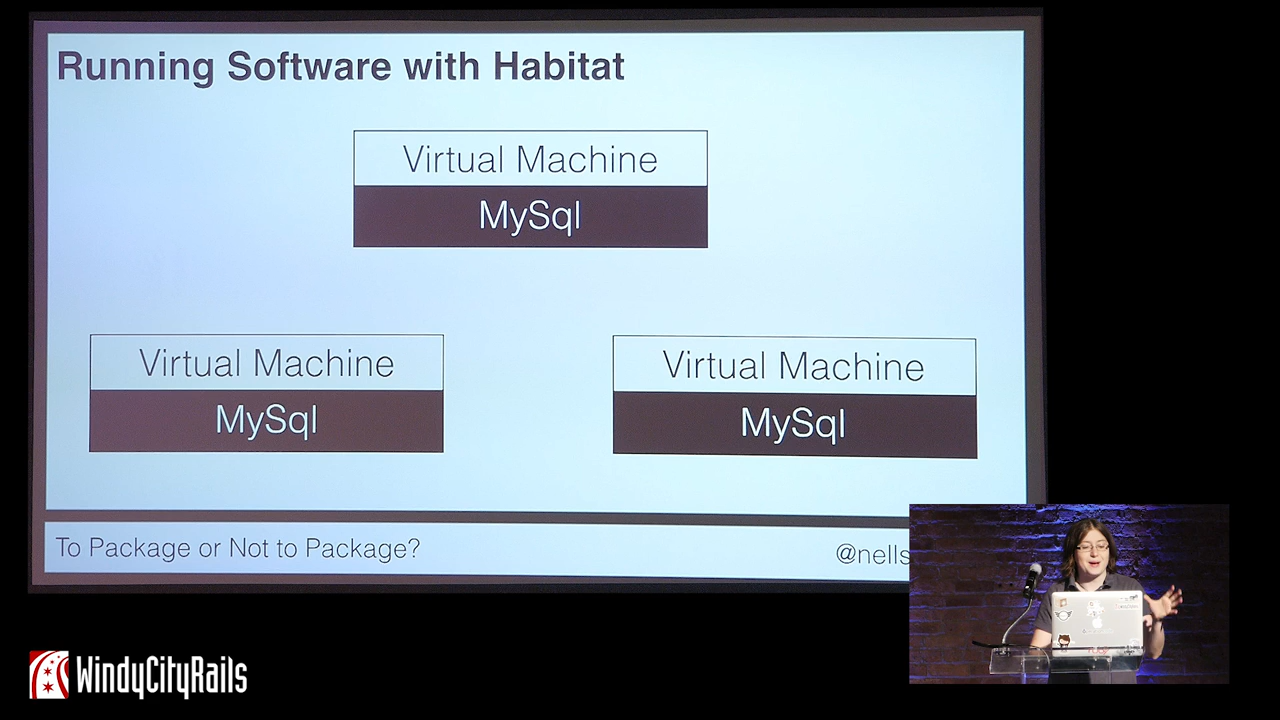 Running Software with Habitat
Virtual Machine
MySql
Virtual Machine
MySql
Virtual Machine
MySql
To Package or Not to Package?
@nells
WindyCityRails